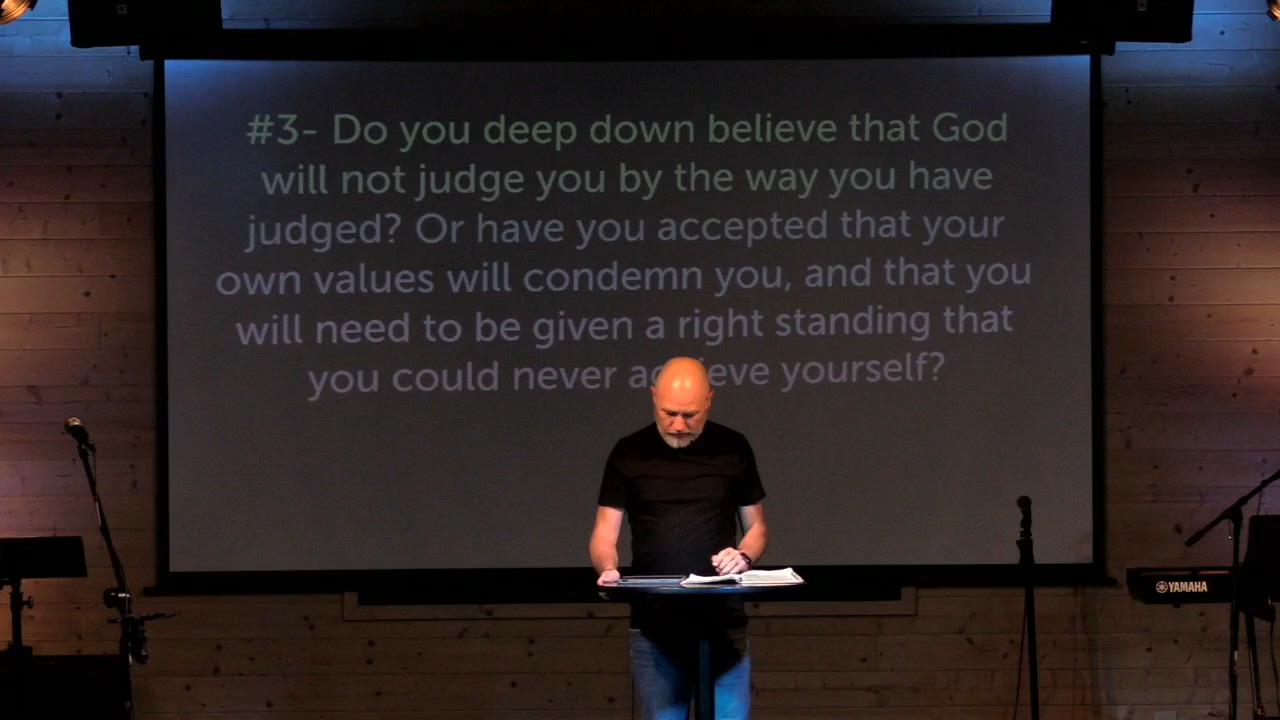 #3- Do you deep down believe that God
will not judge you by the way you have
judged? Or have you accepted that your
own values will condemn you, and that you
will need to be given a right standing that
you could never achieve yourself?
YAMAHA